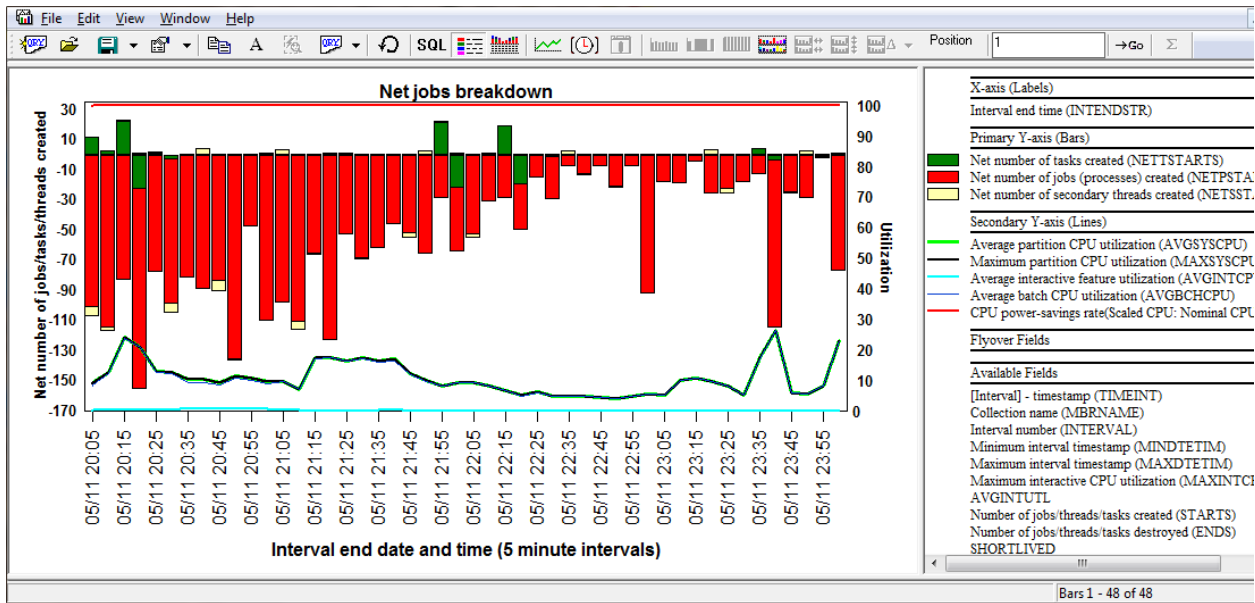 File Edit View Window Help
QRY A QRY SQL Position 1 →Go Σ
Net jobs breakdown
Net number of jobs/tasks/threads created
30
10
-10
-30
-50
-70
-90
-110
-130
-150
-170
100
90
80
70
60
50
40
30
20
10
0
Utilization
05/11 20:05
05/11 20:15
05/11 20:25
05/11 20:35
05/11 20:45
05/11 20:55
05/11 21:05
05/11 21:15
05/11 21:25
05/11 21:35
05/11 21:45
05/11 21:55
05/11 22:05
05/11 22:15
05/11 22:25
05/11 22:35
05/11 22:45
05/11 22:55
05/11 23:05
05/11 23:15
05/11 23:25
05/11 23:35
05/11 23:45
05/11 23:55
Interval end date and time (5 minute intervals)
X-axis (Labels)
Interval end time (INTENDSTR)
Primary Y-axis (Bars)
Net number of tasks created (NETTSTARTS)
Net number of jobs (processes) created (NETPSTAR
Net number of secondary threads created (NETSSTA
Secondary Y-axis (Lines)
Average partition CPU utilization (AVGSYSCPU)
Maximum partition CPU utilization (MAXSYSCPU
Average interactive feature utilization (AVGINTCPU
Average batch CPU utilization (AVGBCHCPU)
CPU power-savings rate(Scaled CPU: Nominal CPU
Flyover Fields
Available Fields
[Interval] - timestamp (TIMEINT)
Collection name (MBRNAME)
Interval number (INTERVAL)
Minimum interval timestamp (MINDTETIM)
Maximum interval timestamp (MAXDTETIM)
Maximum interactive CPU utilization (MAXINTCP
AVGINTUTL
Number of jobs/threads/tasks created (STARTS)
Number of jobs/threads/tasks destroyed (ENDS)
SHORTLIVED
Bars 1 - 48 of 48